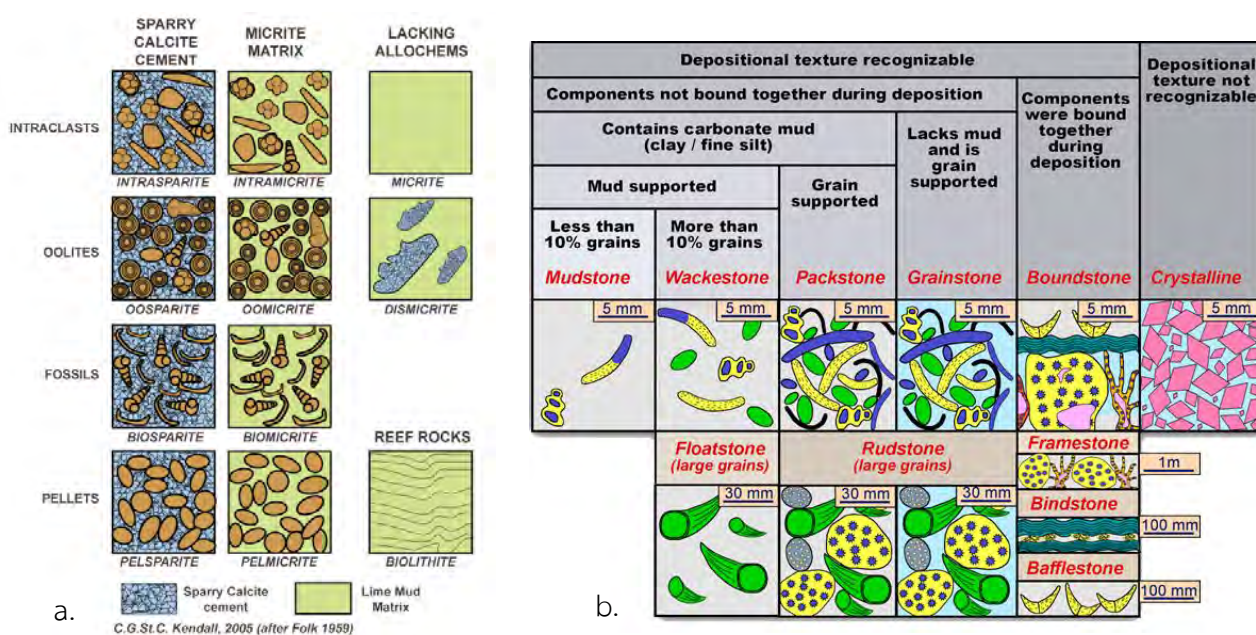 SPARRY
CALCITE
CEMENT
MICRITE
MATRIX
LACKING
ALLOCHEMS
INTRACLASTS
INTRASPARITE
INTRAMICRITE
MICRITE
OOLITES
OOSPARITE
OOMICRITE
DISMICRITE
FOSSILS
BIOSPARITE
BIOMICRITE
REEF ROCKS
PELLETS
PELSPARITE
PELMICRITE
BIOLITHITE
a.
Sparry Calcite
cement
Lime Mud
Matrix
C.G.St.C. Kendall, 2005 (after Folk 1959)
b.
Depositional texture recognizable
Depositional
texture not
recognizable
Components not bound together during deposition
Components
were bound
together
during
deposition
Contains carbonate mud
(clay / fine silt)
Lacks mud
and is
grain
supported
Mud supported
Grain
supported
Less than
10% grains
More than
10% grains
Mudstone
Wackestone
Packstone
Grainstone
Boundstone
Crystalline
5 mm
5 mm
5 mm
5 mm
5 mm
5 mm
Floatstone
(large grains)
Rudstone
(large grains)
Framestone
1m
30 mm
30 mm
30 mm
Bindstone
100 mm
Bafflestone
100 mm